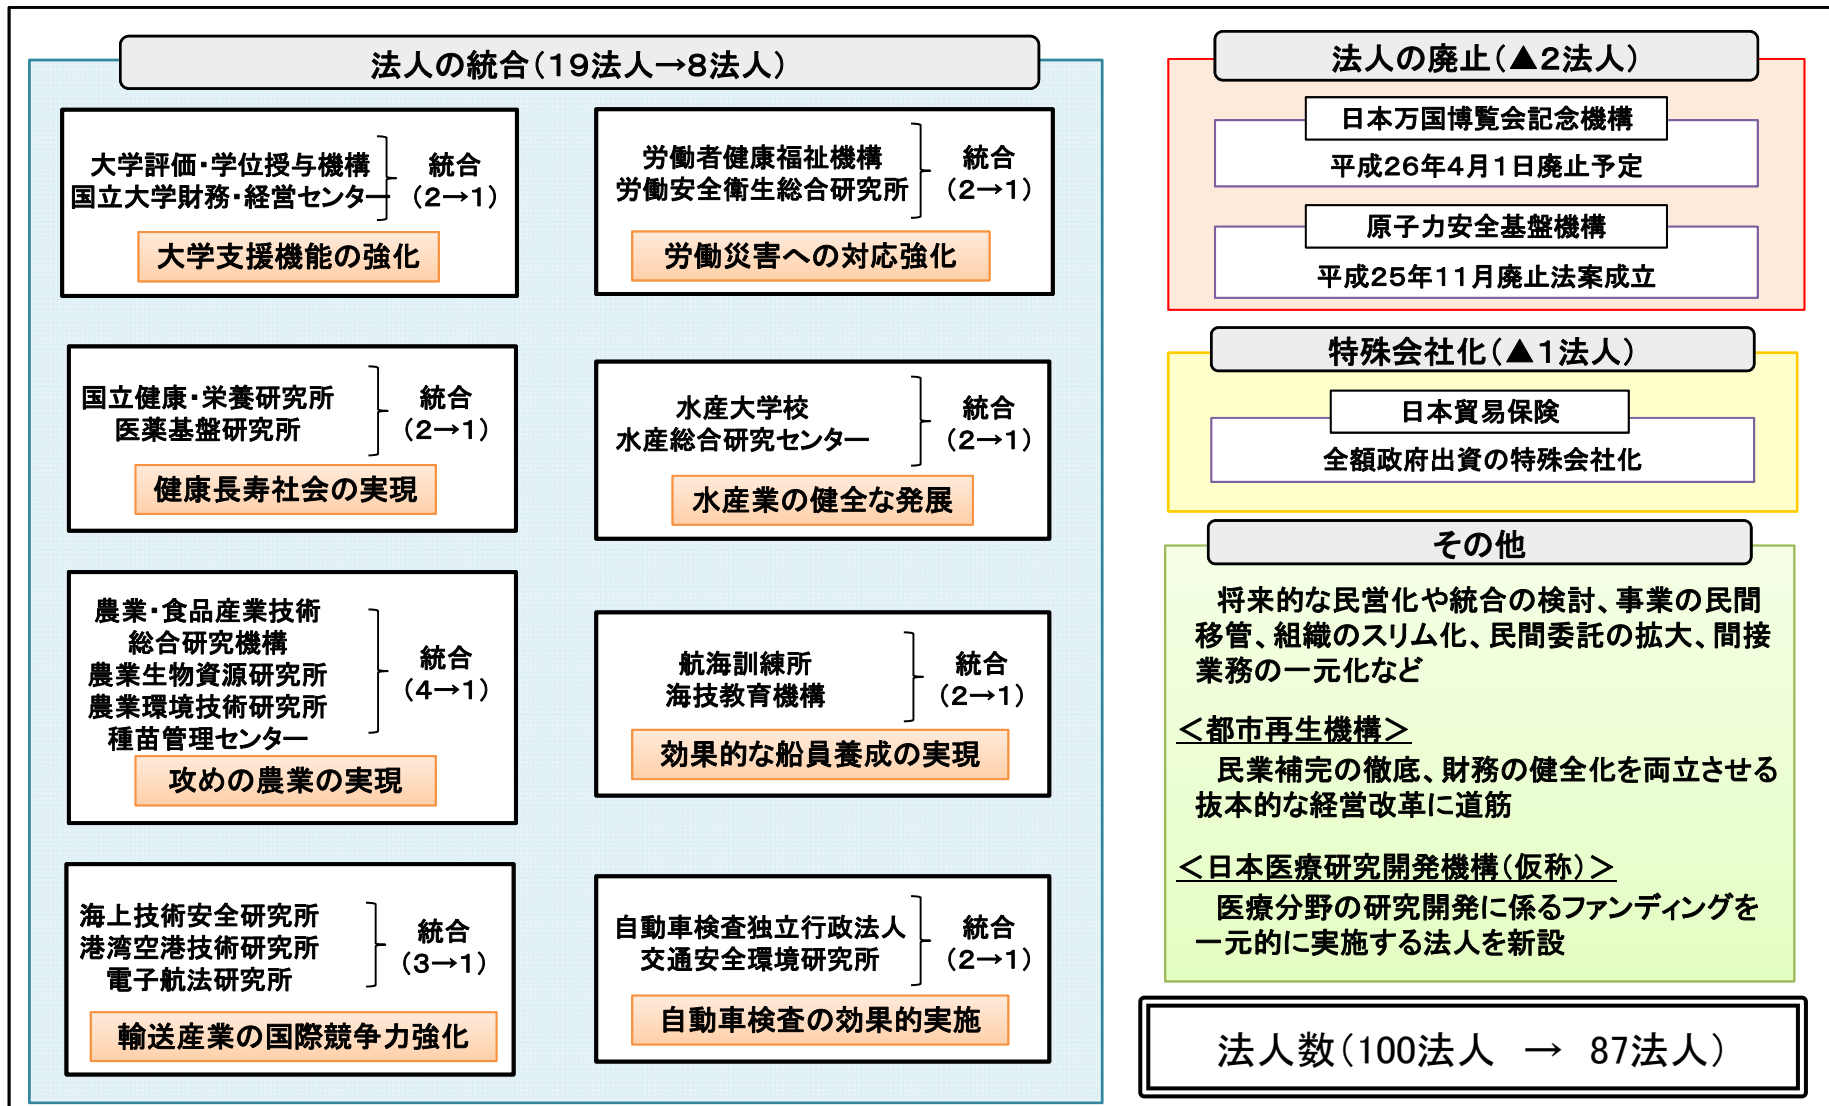 法人の統合(19法人→8法人)
大学評価・学位授与機構
国立大学財務・経営センター
統合
(2→1)
大学支援機能の強化
労働者健康福祉機構
労働安全衛生総合研究所
統合
(2→1)
労働災害への対応強化
国立健康・栄養研究所
医薬基盤研究所
統合
(2→1)
健康長寿社会の実現
水産大学校
水産総合研究センター
統合
(2→1)
水産業の健全な発展
農業・食品産業技術
総合研究機構
農業生物資源研究所
農業環境技術研究所
種苗管理センター
統合
(4→1)
攻めの農業の実現
航海訓練所
海技教育機構
統合
(2→1)
効果的な船員養成の実現
海上技術安全研究所
港湾空港技術研究所
電子航法研究所
統合
(3→1)
輸送産業の国際競争力強化
自動車検査独立行政法人
交通安全環境研究所
統合
(2→1)
自動車検査の効果的実施
法人の廃止(▲2法人)
日本万国博覧会記念機構
平成26年4月1日廃止予定
原子力安全基盤機構
平成25年11月廃止法案成立
特殊会社化(▲1法人)
日本貿易保険
全額政府出資の特殊会社化
その他
将来的な民営化や統合の検討、事業の民間
移管、組織のスリム化、民間委託の拡大、間接
業務の一元化など
<都市再生機構>
民業補完の徹底、財務の健全化を両立させる
抜本的な経営改革に道筋
<日本医療研究開発機構(仮称)>
医療分野の研究開発に係るファンディングを
一元的に実施する法人を新設
法人数(100法人 → 87法人)